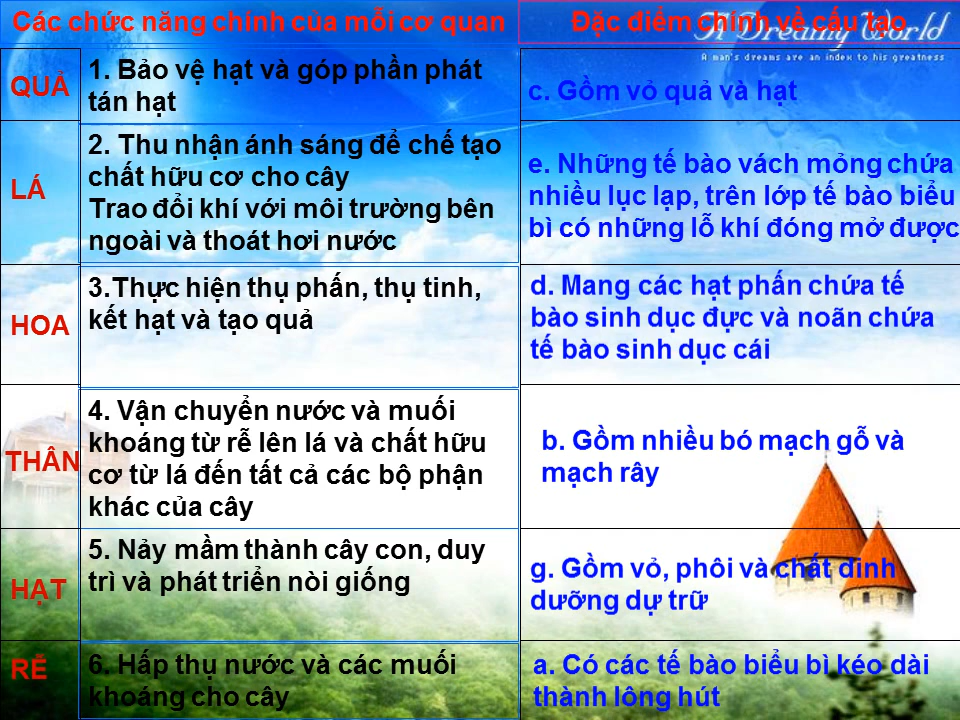 Các chức năng chính của mỗi cơ quan
Đặc điểm chính về cấu tạo
A Dreamy World
A man's dreams are an index to his greatness
QUẢ
1. Bảo vệ hạt và góp phần phát
tán hạt
c. Gồm vỏ quả và hạt
LÁ
2. Thu nhận ánh sáng để chế tạo
chất hữu cơ cho cây
Trao đổi khí với môi trường bên
ngoài và thoát hơi nước
e. Những tế bào vách mỏng chứa
nhiều lục lạp, trên lớp tế bào biểu
bì có những lỗ khí đóng mở được
HOA
3.Thực hiện thụ phấn, thụ tinh,
kết hạt và tạo quả
d. Mang các hạt phấn chứa tế
bào sinh dục đực và noãn chứa
tế bào sinh dục cái
THÂN
4. Vận chuyển nước và muối
khoáng từ rễ lên lá và chất hữu
cơ từ lá đến tất cả các bộ phận
khác của cây
b. Gồm nhiều bó mạch gỗ và
mạch rây
HẠT
5. Nảy mầm thành cây con, duy
trì và phát triển nòi giống
g. Gồm vỏ, phôi và chất dinh
dưỡng dự trữ
RỄ
6. Hấp thụ nước và các muối
khoáng cho cây
a. Có các tế bào biểu bì kéo dài
thành lông hút